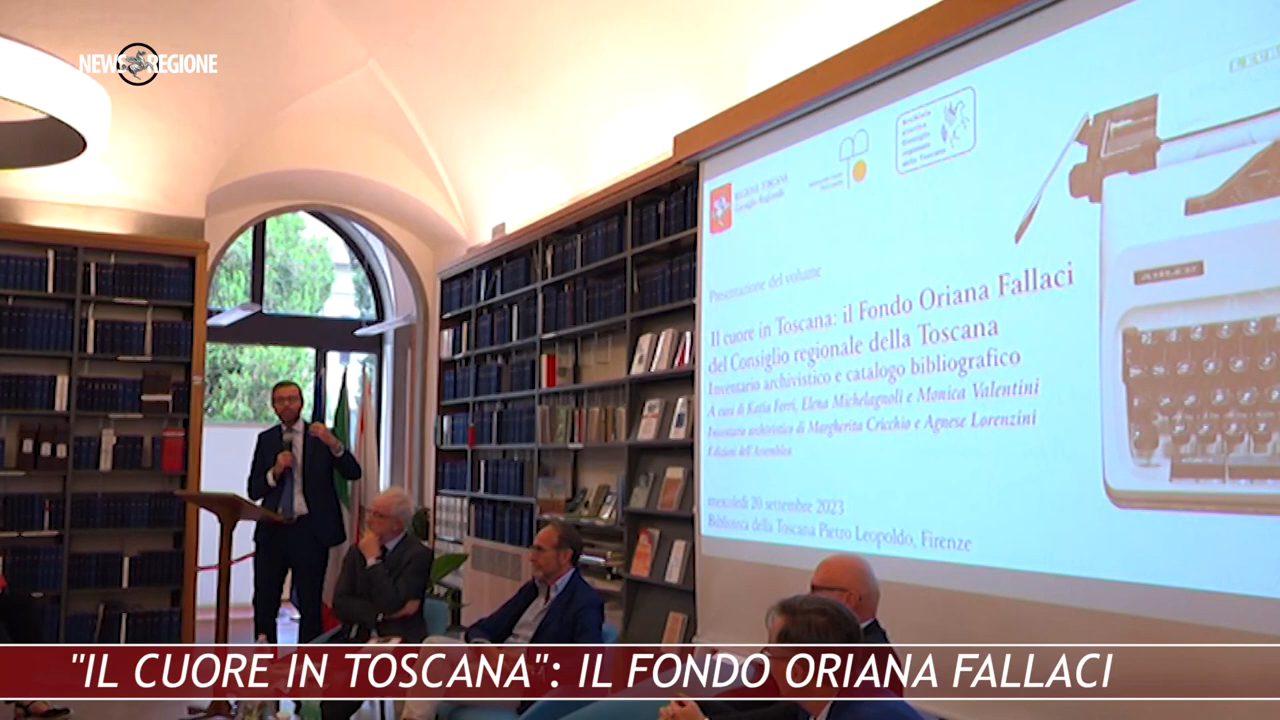 NEWS REGIONE
REGIONE TOSCANA
Consiglio Regionale
Presentazione del volume
Il cuore in Toscana: il Fondo Oriana Fallaci
del Consiglio regionale della Toscana
Inventario archivistico e catalogo bibliografico
A cura di Katia Ferri, Elena Michelagnoli e Monica Valentini
Inventario archivistico di Margherita Cricchio e Agnese Lorenzini
Edizioni dell'Assemblea
mercoledì 20 settembre 2023
Biblioteca della Toscana Pietro Leopoldo, Firenze
ADLER
"IL CUORE IN TOSCANA": IL FONDO ORIANA FALLACI